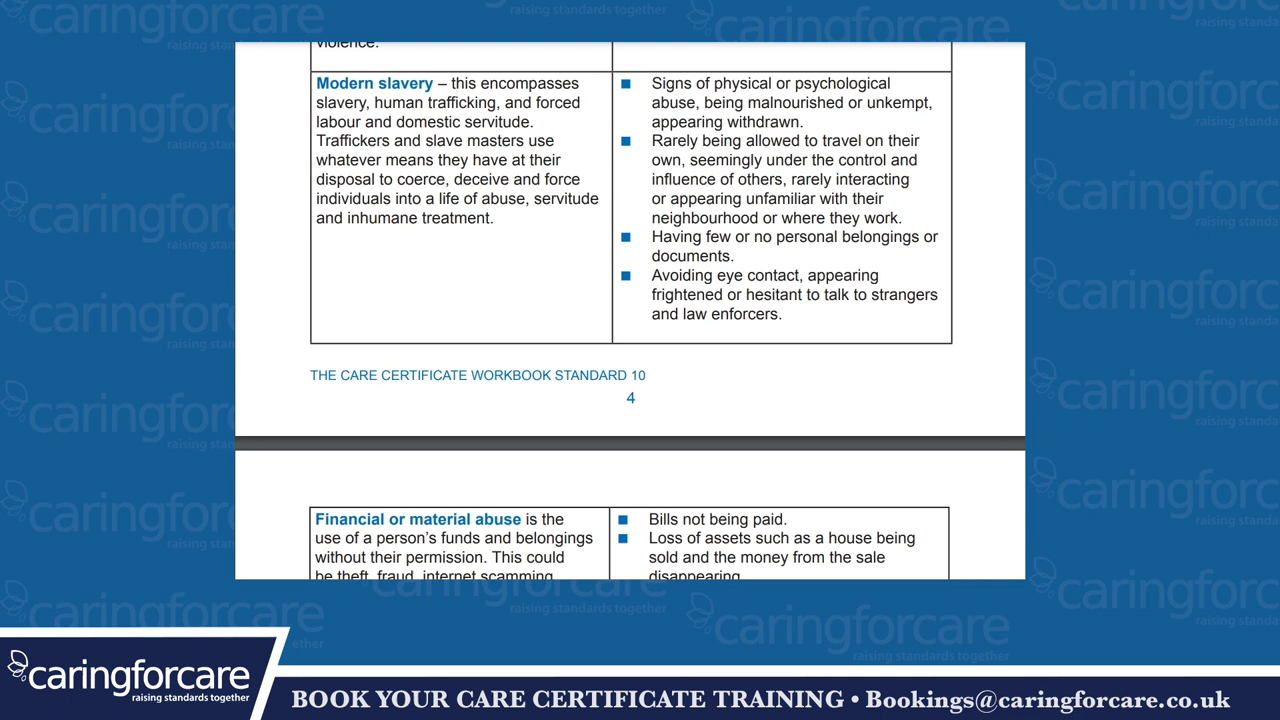 violence.
Modern slavery – this encompasses
slavery, human trafficking, and forced
labour and domestic servitude.
Traffickers and slave masters use
whatever means they have at their
disposal to coerce, deceive and force
individuals into a life of abuse, servitude
and inhumane treatment.
■ Signs of physical or psychological
abuse, being malnourished or unkempt,
appearing withdrawn.
■ Rarely being allowed to travel on their
own, seemingly under the control and
influence of others, rarely interacting
or appearing unfamiliar with their
neighbourhood or where they work.
■ Having few or no personal belongings or
documents.
■ Avoiding eye contact, appearing
frightened or hesitant to talk to strangers
and law enforcers.
THE CARE CERTIFICATE WORKBOOK STANDARD 10
4
Financial or material abuse is the
use of a person’s funds and belongings
without their permission. This could
be theft, fraud, internet scamming,
■ Bills not being paid.
■ Loss of assets such as a house being
sold and the money from the sale
disappearing.
caringforcare
raising standards together
BOOK YOUR CARE CERTIFICATE TRAINING • Bookings@caringforcare.co.uk